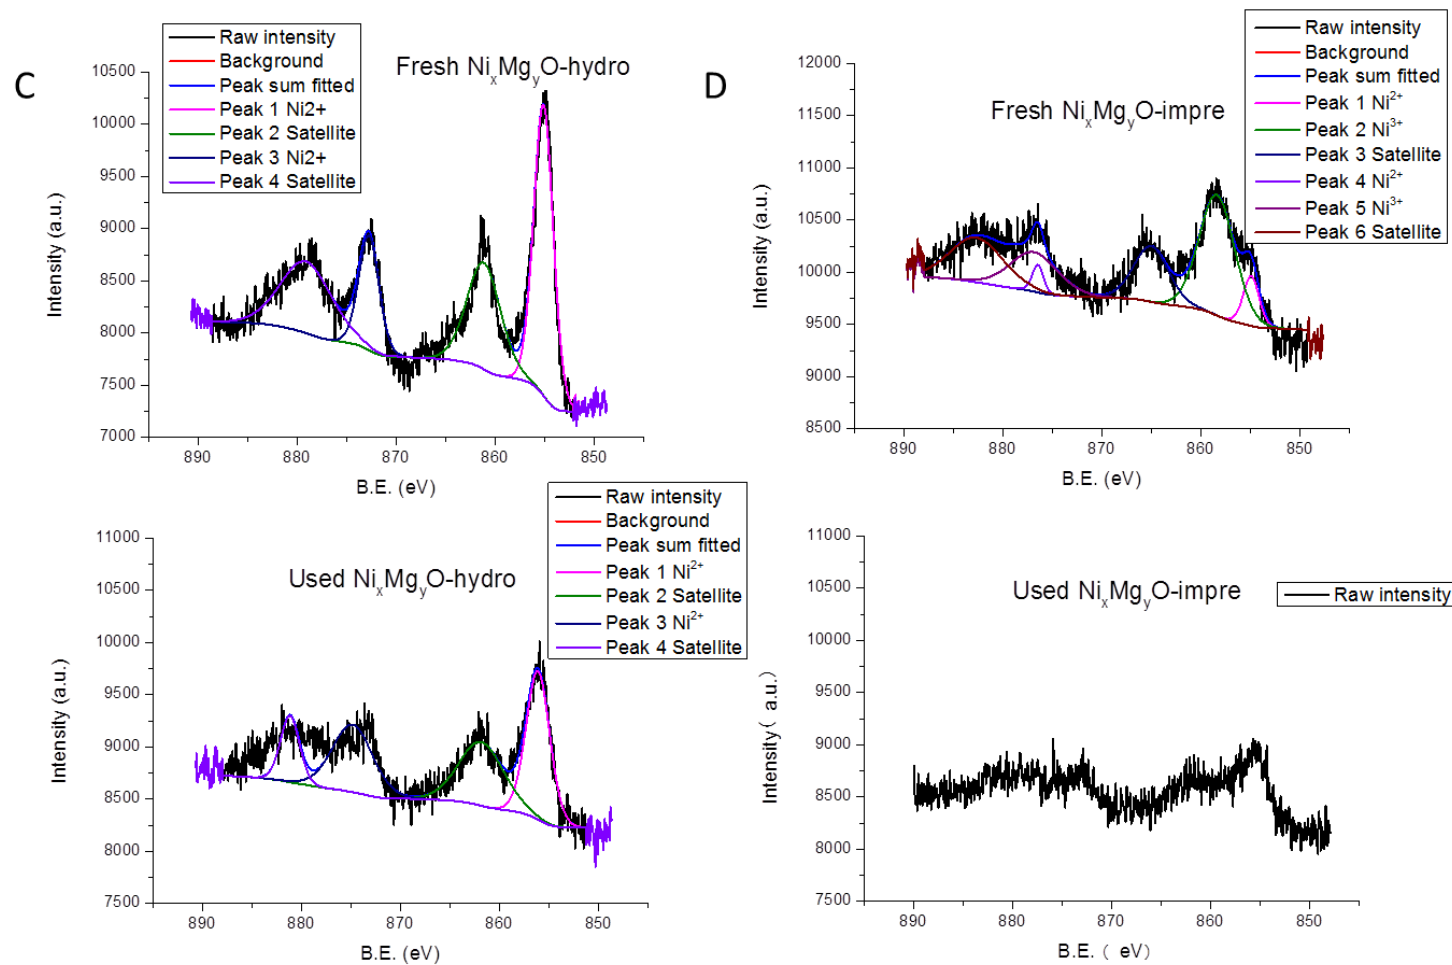 C
Raw intensity
Background
Peak sum fitted
Peak 1 Ni2+
Peak 2 Satellite
Peak 3 Ni2+
Peak 4 Satellite
Fresh NiₓMgᵧO-hydro
10500
10000
9500
9000
8500
8000
7500
7000
Intensity (a.u.)
890 880 870 860 850
B.E. (eV)
D
Raw intensity
Background
Peak sum fitted
Peak 1 Ni²⁺
Peak 2 Ni³⁺
Peak 3 Satellite
Peak 4 Ni²⁺
Peak 5 Ni³⁺
Peak 6 Satellite
Fresh NiₓMgᵧO-impre
12000
11500
11000
10500
10000
9500
9000
8500
Intensity (a.u.)
890 880 870 860 850
B.E. (eV)
Raw intensity
Background
Peak sum fitted
Peak 1 Ni²⁺
Peak 2 Satellite
Peak 3 Ni²⁺
Peak 4 Satellite
Used NiₓMgᵧO-hydro
11000
10500
10000
9500
9000
8500
8000
7500
Intensity (a.u.)
890 880 870 860 850
B.E. (eV)
Used NiₓMgᵧO-impre
Raw intensity
11000
10500
10000
9500
9000
8500
8000
7500
Intensity( a.u.)
890 880 870 860 850
B.E. ( eV)